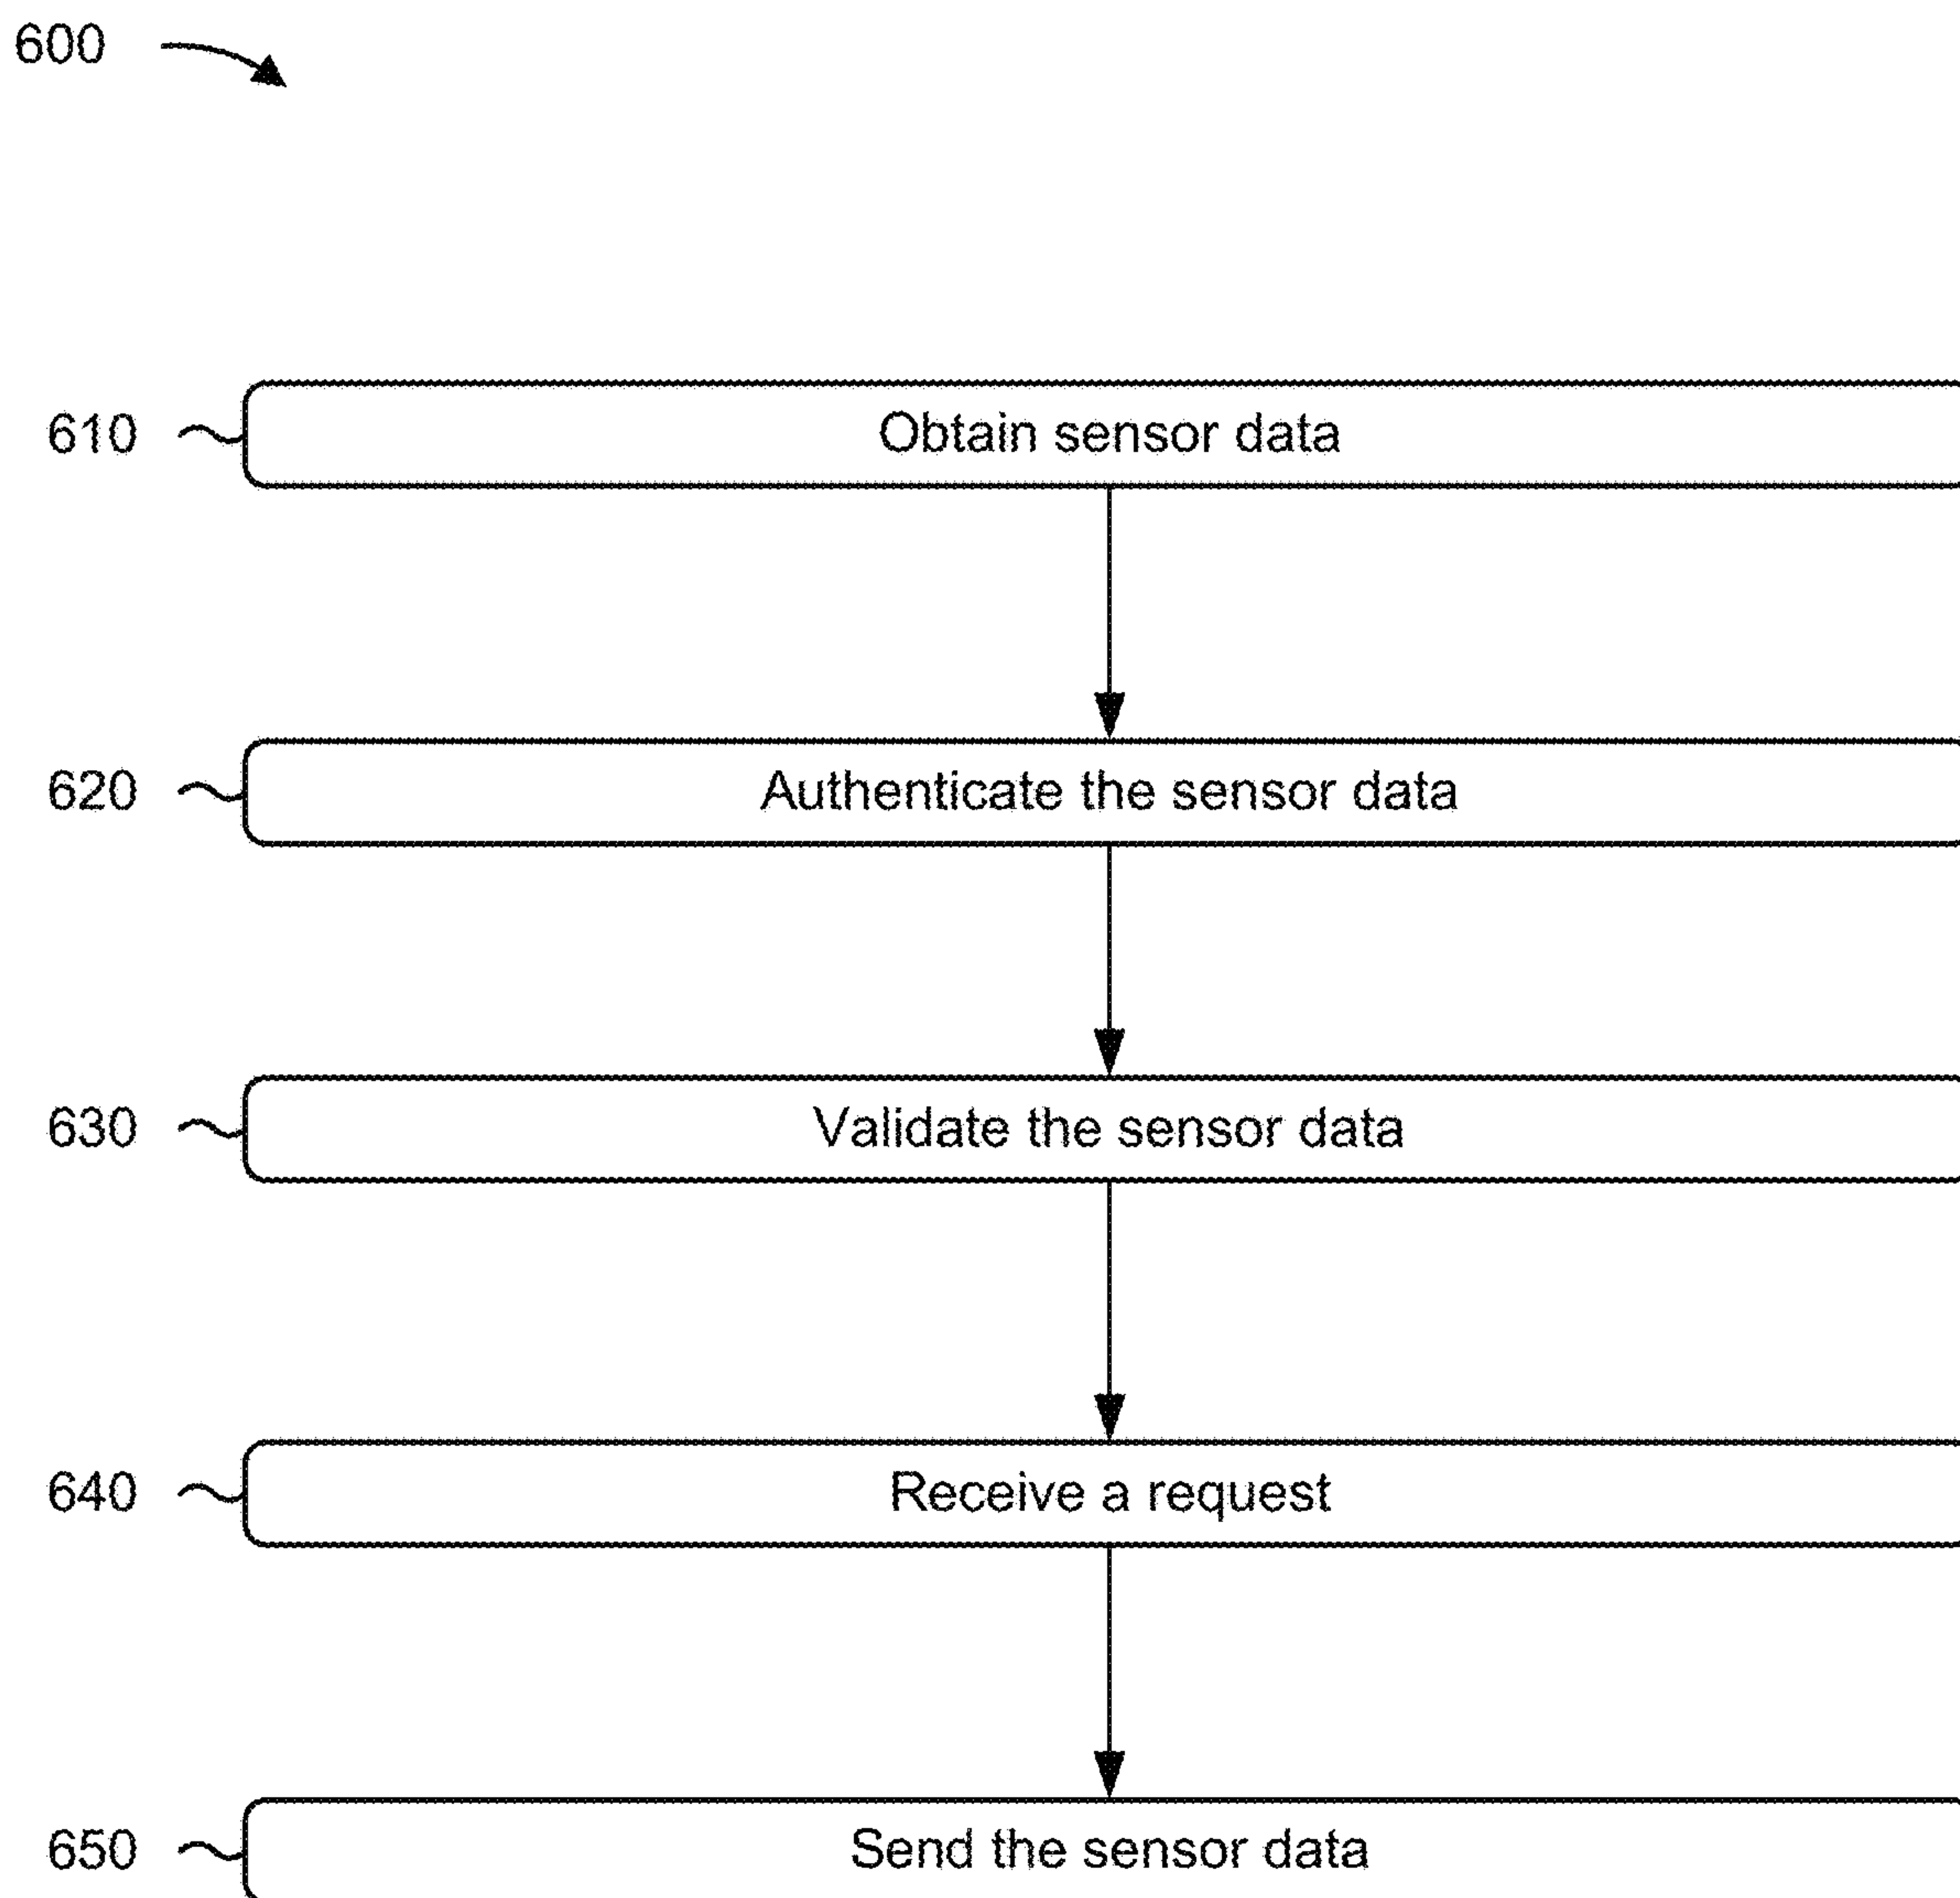 600
610 Obtain sensor data
620 Authenticate the sensor data
630 Validate the sensor data
640 Receive a request
650 Send the sensor data